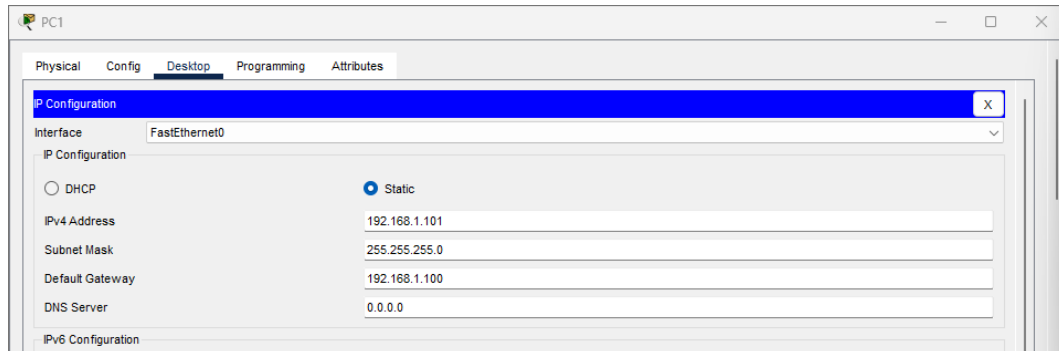 PC1
Physical Config Desktop Programming Attributes
IP Configuration X
Interface FastEthernet0
IP Configuration
DHCP Static
IPv4 Address 192.168.1.101
Subnet Mask 255.255.255.0
Default Gateway 192.168.1.100
DNS Server 0.0.0.0
IPv6 Configuration